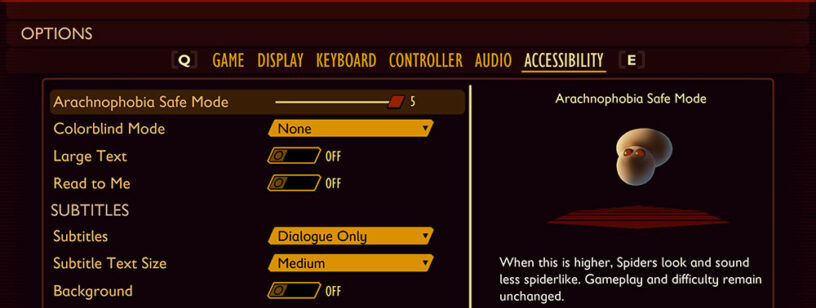 OPTIONS
[Q] GAME DISPLAY KEYBOARD CONTROLLER AUDIO ACCESSIBILITY [E]
Arachnophobia Safe Mode 5
Colorblind Mode None
Large Text OFF
Read to Me OFF
SUBTITLES
Subtitles Dialogue Only
Subtitle Text Size Medium
Background OFF
Arachnophobia Safe Mode
When this is higher, Spiders look and sound
less spiderlike. Gameplay and difficulty remain
unchanged.